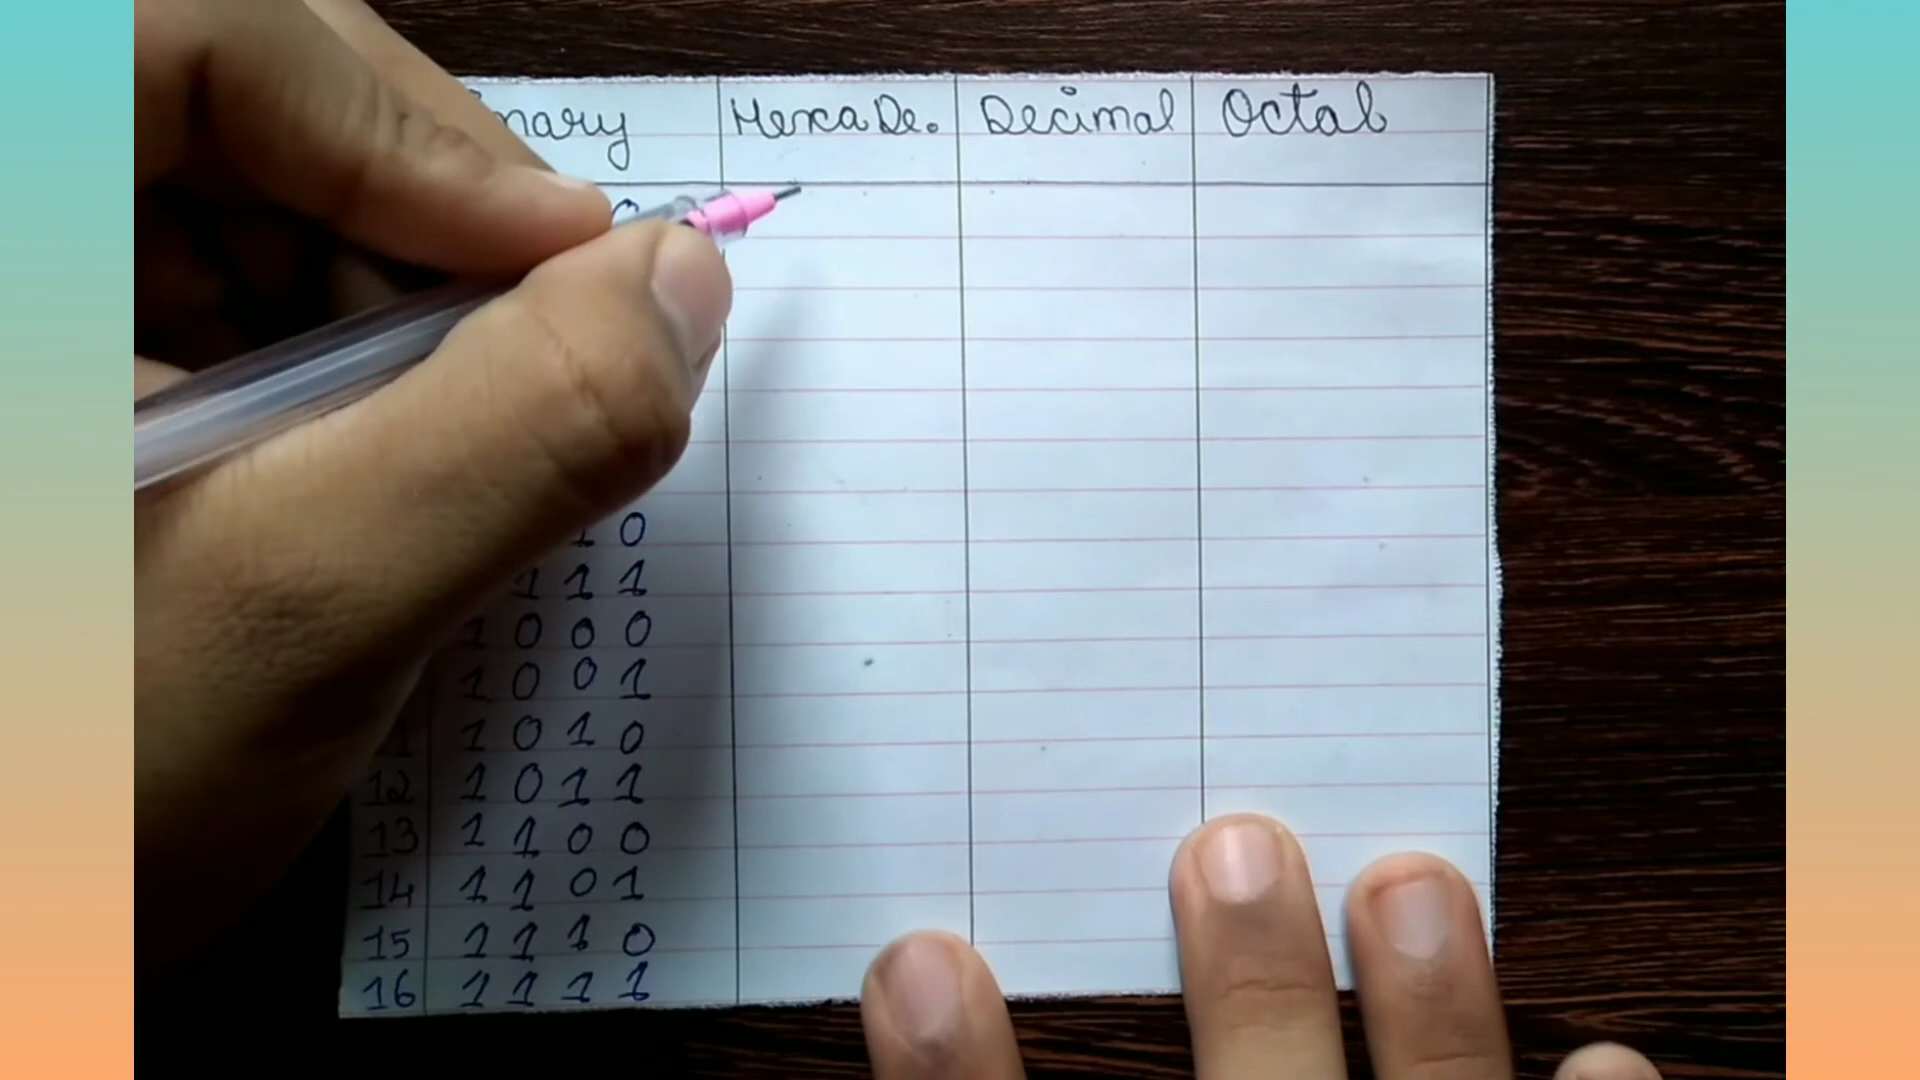 nary Hexa De. Decimal Octal
0
1 0
1 1 1
1 0 0 0
1 0 0 1
1 0 1 0
12 1 0 1 1
13 1 1 0 0
14 1 1 0 1
15 1 1 1 0
16 1 1 1 1